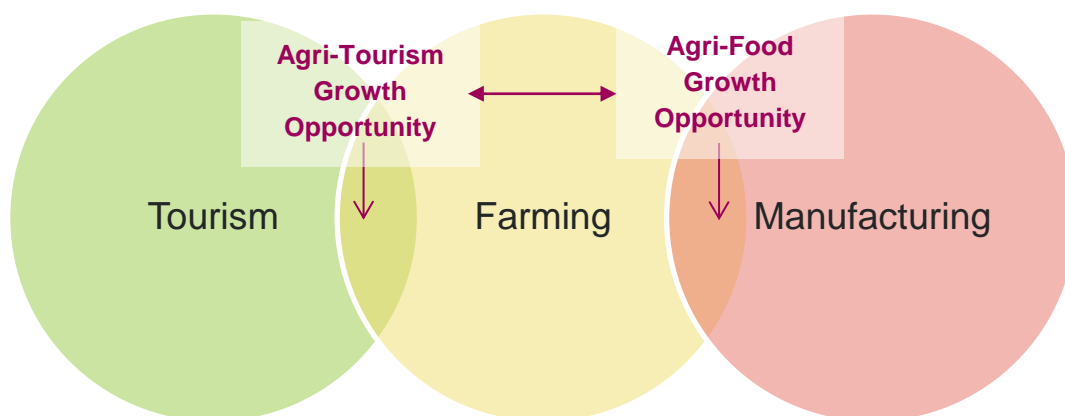 Agri-Tourism
Growth
Opportunity
Agri-Food
Growth
Opportunity
Tourism
Farming
Manufacturing